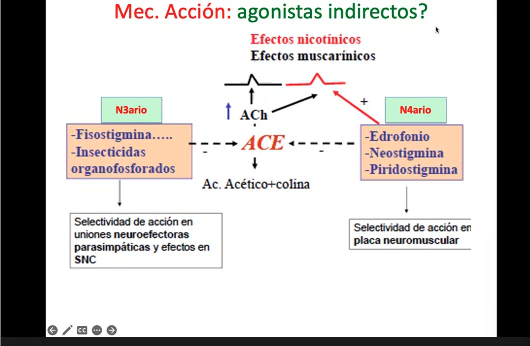 Mec. Acción: agonistas indirectos?
Efectos nicotínicos
Efectos muscarínicos
N3ario
N4ario
+
ACh
-Fisostigmina.....
-Insecticidas
organofosforados
-
ACE
-
-Edrofonio
-Neostigmina
-Piridostigmina
Ac. Acético+colina
Selectividad de acción en
uniones neuroefectoras
parasimpáticas y efectos en
SNC
Selectividad de acción en
placa neuromuscular